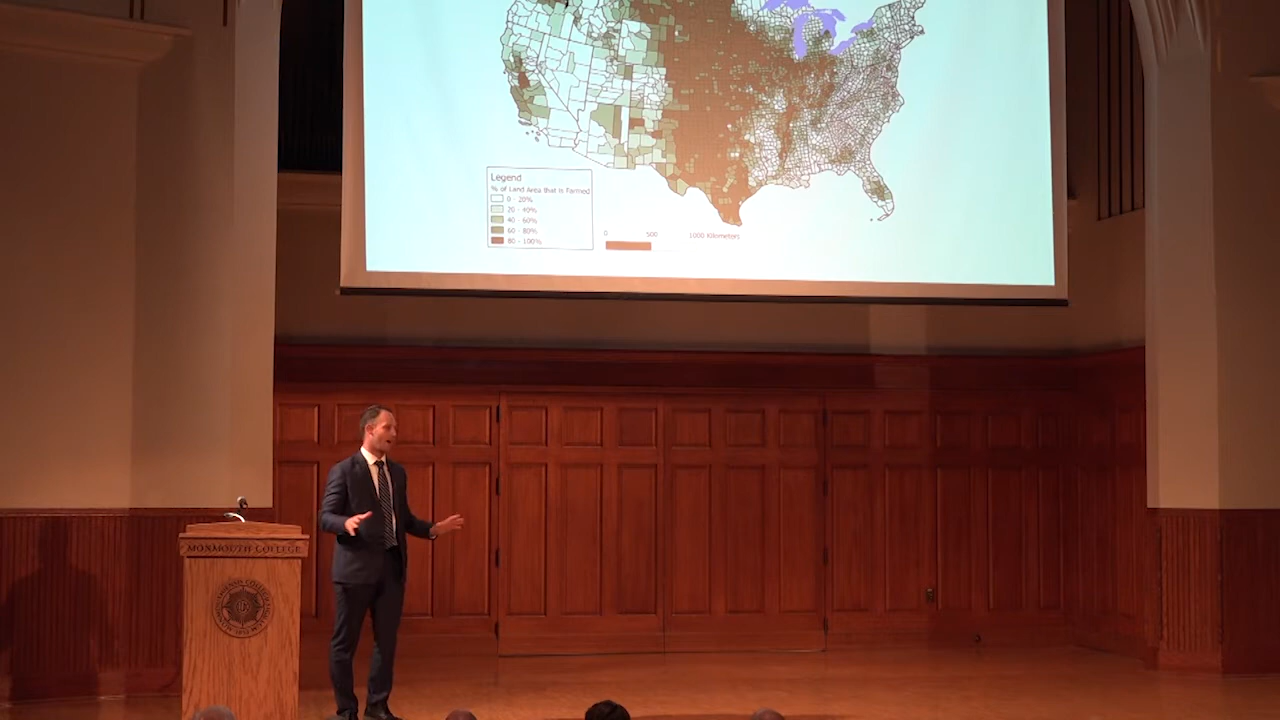 Legend
% of Land Area that is Farmed
0 - 20%
20 - 40%
40 - 60%
60 - 80%
80 - 100%
0 500 1000 Kilometers
MONMOUTH COLLEGE